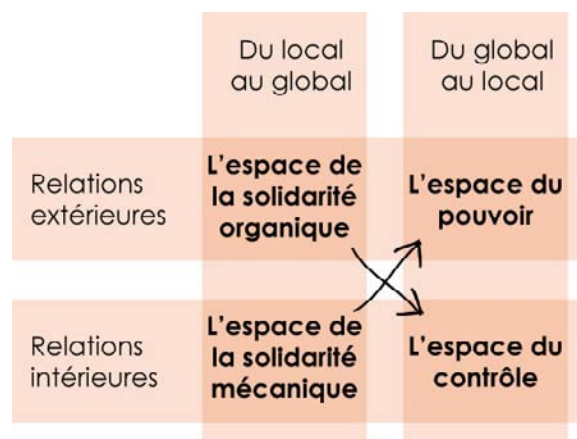 Du local
au global
Du global
au local
Relations
extérieures
L'espace de
la solidarité
organique
L'espace du
pouvoir
Relations
intérieures
L'espace de
la solidarité
mécanique
L'espace du
contrôle